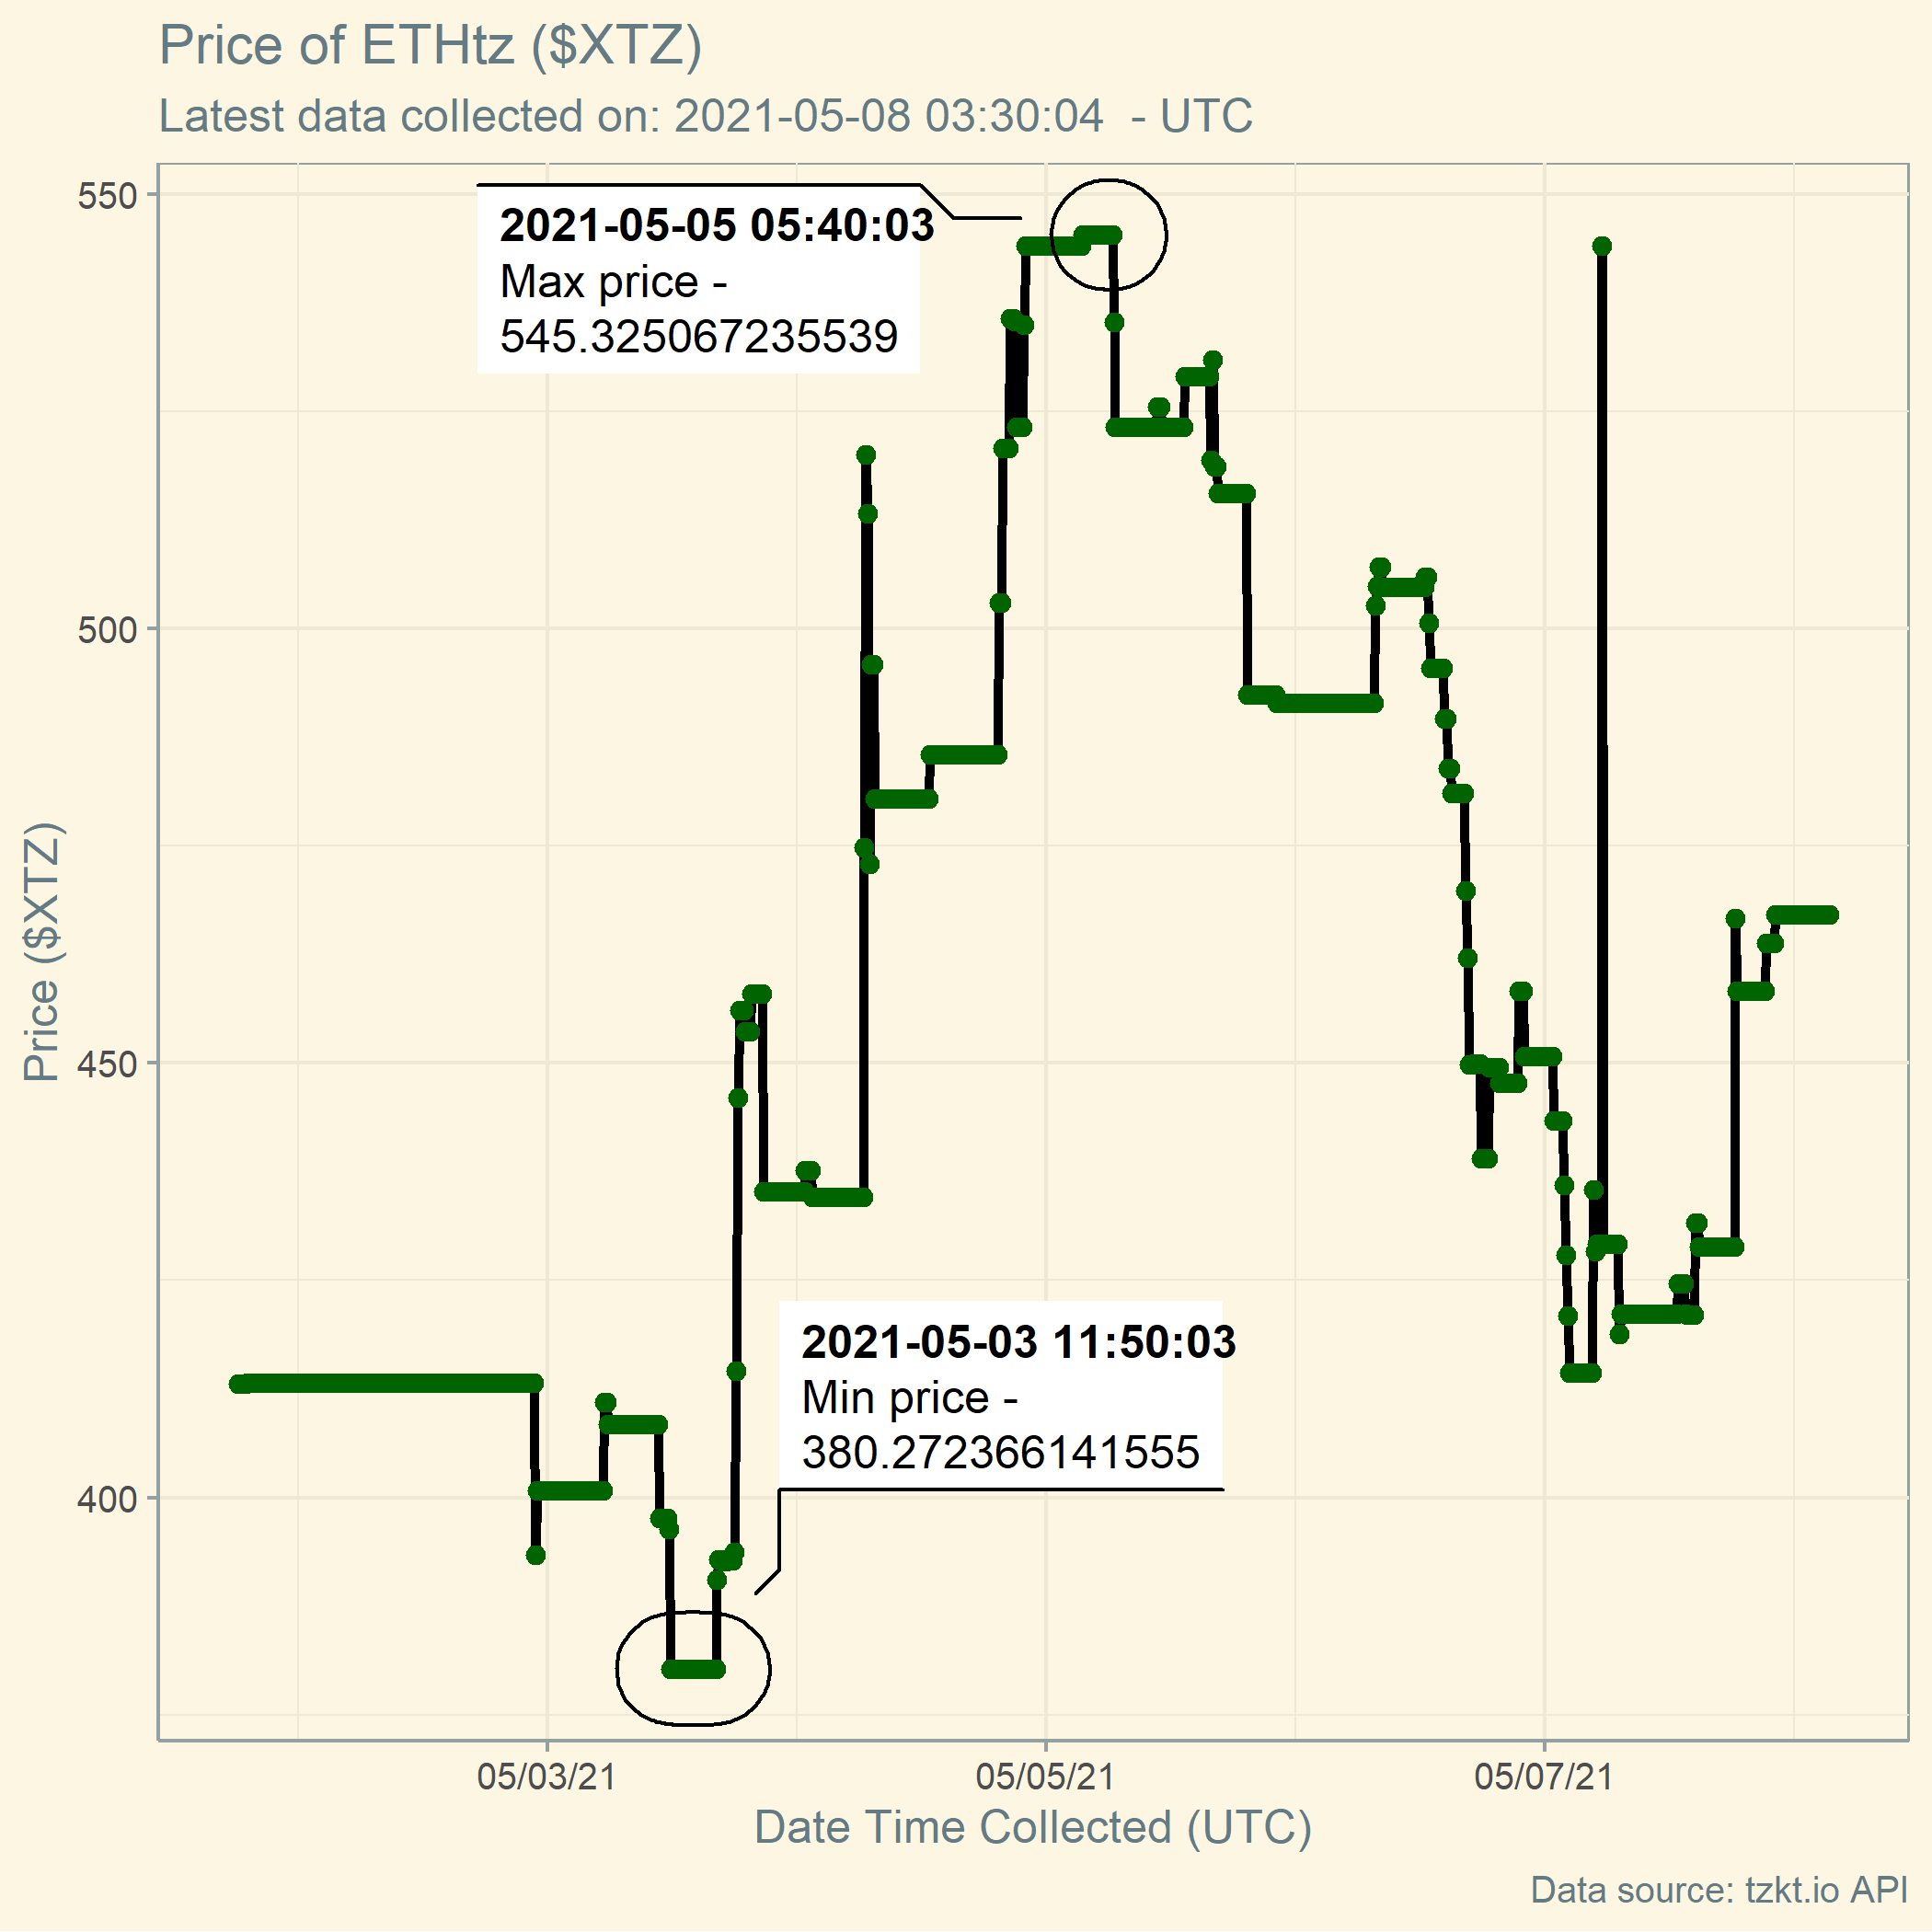 Price of ETHtz ($XTZ)
Latest data collected on: 2021-05-08 03:30:04  - UTC
550
2021-05-05 05:40:03
Max price -
545.325067235539
500
Price ($XTZ)
450
2021-05-03 11:50:03
Min price -
380.272366141555
400
05/03/21
05/05/21
05/07/21
Date Time Collected (UTC)
Data source: tzkt.io API